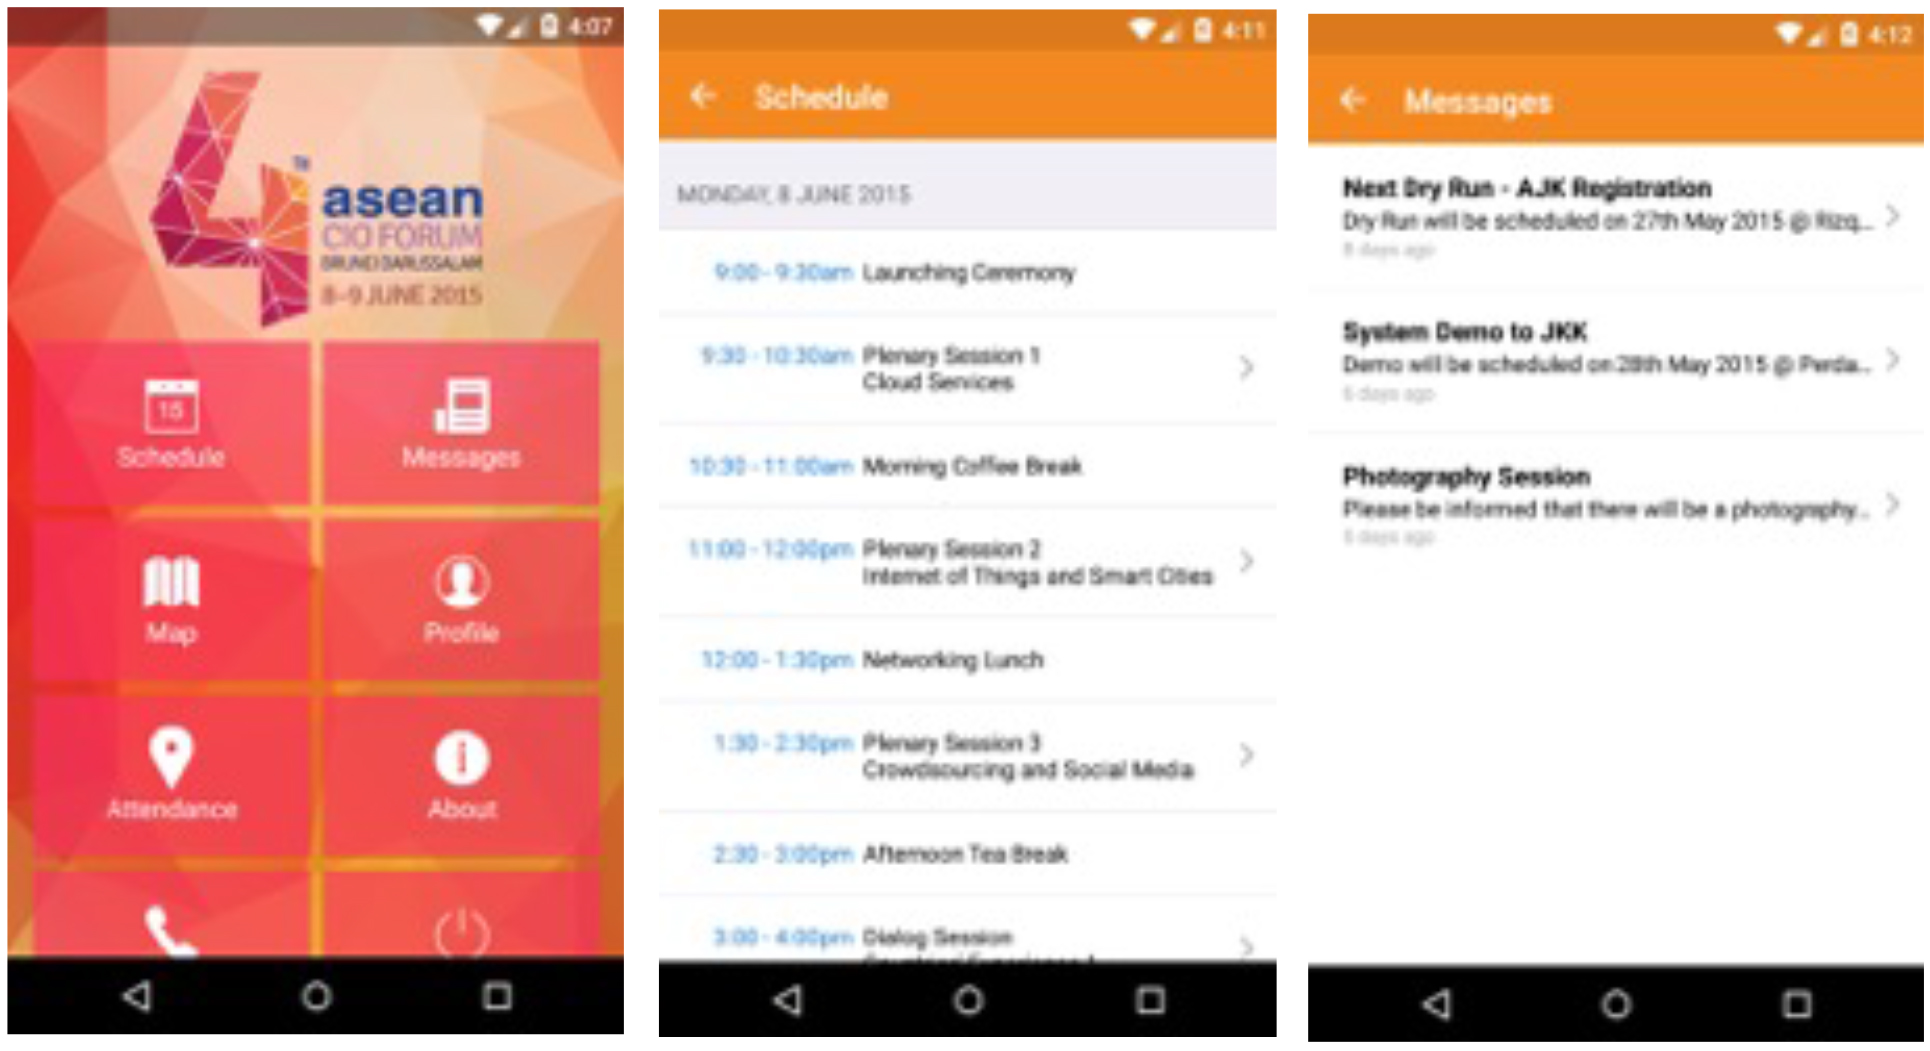 4:07
4
TH
asean
CIO FORUM
BRUNEI DARUSSALAM
8-9 JUNE 2015
15
Schedule
Messages
Map
Profile
Attendance
About
4:11
Schedule
MONDAY, 8 JUNE 2015
9:00 - 9:30am Launching Ceremony
9:30 - 10:30am Plenary Session 1
Cloud Services
10:30 - 11:00am Morning Coffee Break
11:00 - 12:00pm Plenary Session 2
Internet of Things and Smart Cities
12:00 - 1:30pm Networking Lunch
1:30 - 2:30pm Plenary Session 3
Crowdsourcing and Social Media
2:30 - 3:00pm Afternoon Tea Break
3:00 - 4:00pm Dialog Session
4:12
Messages
Next Dry Run - AJK Registration
Dry Run will be scheduled on 27th May 2015 @ Rizq...
days ago
System Demo to JKK
Demo will be scheduled on 28th May 2015 @ Perda...
days ago
Photography Session
Please be informed that there will be a photography...
days ago